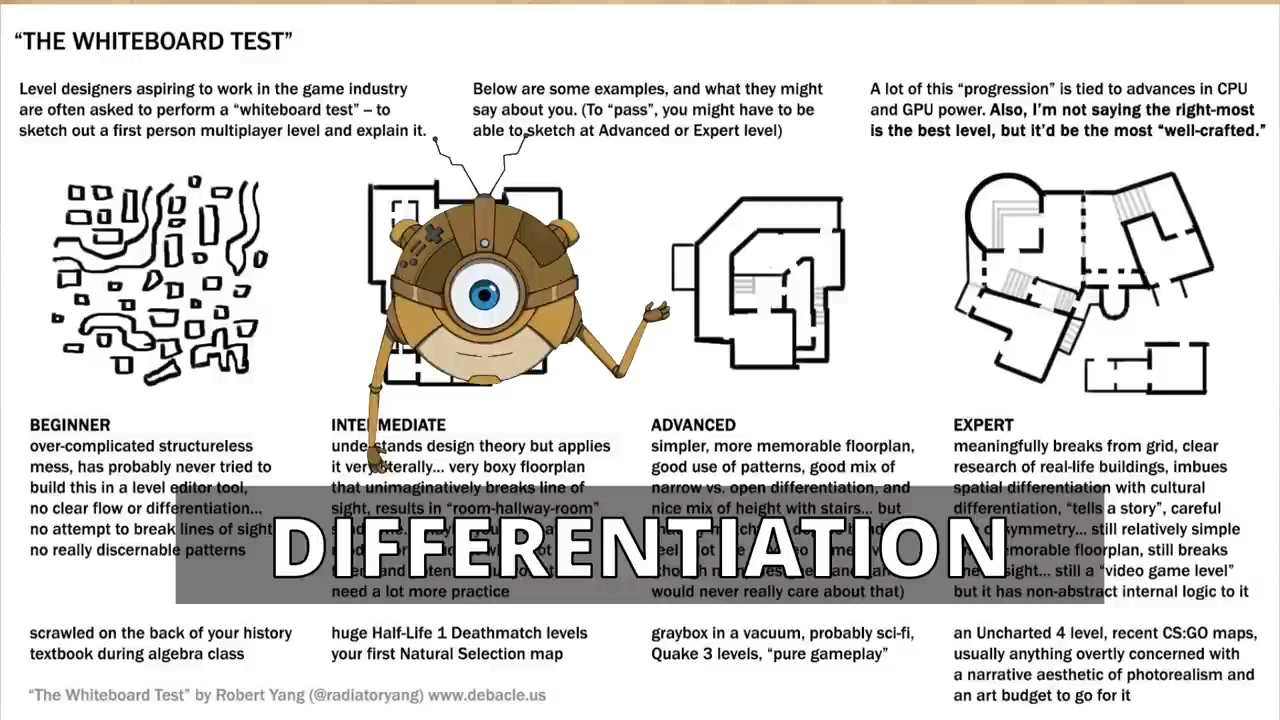 “THE WHITEBOARD TEST”
Level designers aspiring to work in the game industry
are often asked to perform a “whiteboard test” – to
sketch out a first person multiplayer level and explain it.
Below are some examples, and what they might
say about you. (To “pass”, you might have to be
able to sketch at Advanced or Expert level)
A lot of this “progression” is tied to advances in CPU
and GPU power. Also, I’m not saying the right-most
is the best level, but it’d be the most “well-crafted.”
BEGINNER
over-complicated structureless
mess, has probably never tried to
build this in a level editor tool,
no clear flow or differentiation...
no attempt to break lines of sight
no really discernable patterns
scrawled on the back of your history
textbook during algebra class
INTERMEDIATE
understands design theory but applies
it very literally... very boxy floorplan
that unimaginatively breaks line of
sight, results in “room-hallway-room”
need a lot more practice
huge Half-Life 1 Deathmatch levels
your first Natural Selection map
ADVANCED
simpler, more memorable floorplan,
good use of patterns, good mix of
narrow vs. open differentiation, and
nice mix of height with stairs... but
would never really care about that)
graybox in a vacuum, probably sci-fi,
Quake 3 levels, “pure gameplay”
EXPERT
meaningfully breaks from grid, clear
research of real-life buildings, imbues
spatial differentiation with cultural
differentiation, “tells a story”, careful
symmetry... still relatively simple
memorable floorplan, still breaks
sight... still a “video game level”
but it has non-abstract internal logic to it
an Uncharted 4 level, recent CS:GO maps,
usually anything overtly concerned with
a narrative aesthetic of photorealism and
an art budget to go for it
DIFFERENTIATION
“The Whiteboard Test” by Robert Yang (@radiatoryang) www.debacle.us